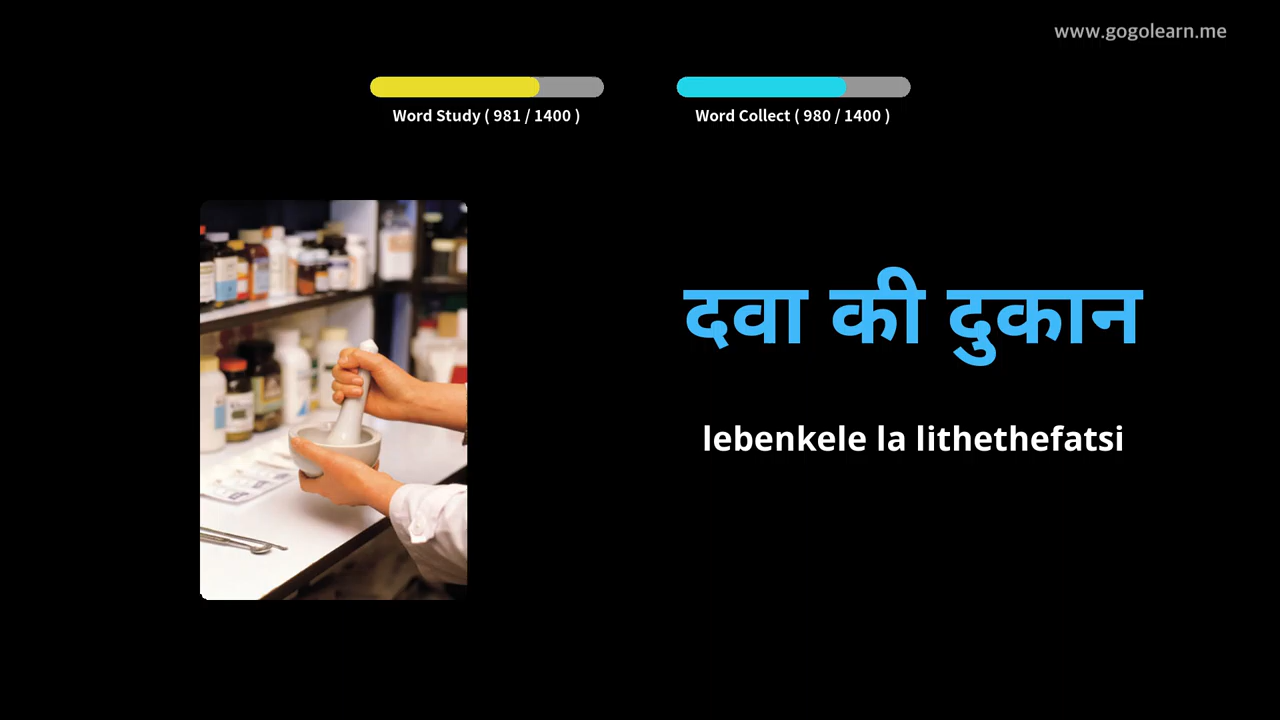 www.gogolearn.me
Word Study ( 981 / 1400 )
Word Collect ( 980 / 1400 )
दवा की दुकान
lebenkele la lithethefatsi